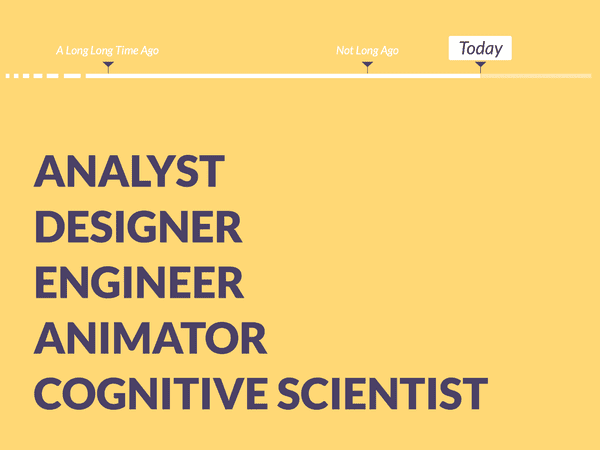 A Long Long Time Ago Not Long Ago Today
ANALYST
DESIGNER
ENGINEER
ANIMATOR
COGNITIVE SCIENTIST